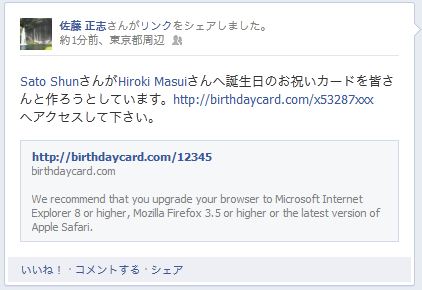 佐藤 正志さんがリンクをシェアしました。
約1分前、東京都周辺
Sato ShunさんがHiroki Masuiさんへ誕生日のお祝いカードを皆さ
んと作ろうとしています。http://birthdaycard.com/x53287xxx
へアクセスして下さい。
http://birthdaycard.com/12345
birthdaycard.com
We recommend that you upgrade your browser to Microsoft Internet
Explorer 8 or higher, Mozilla Firefox 3.5 or higher or the latest version of
Apple Safari.
いいね！ · コメントする · シェア